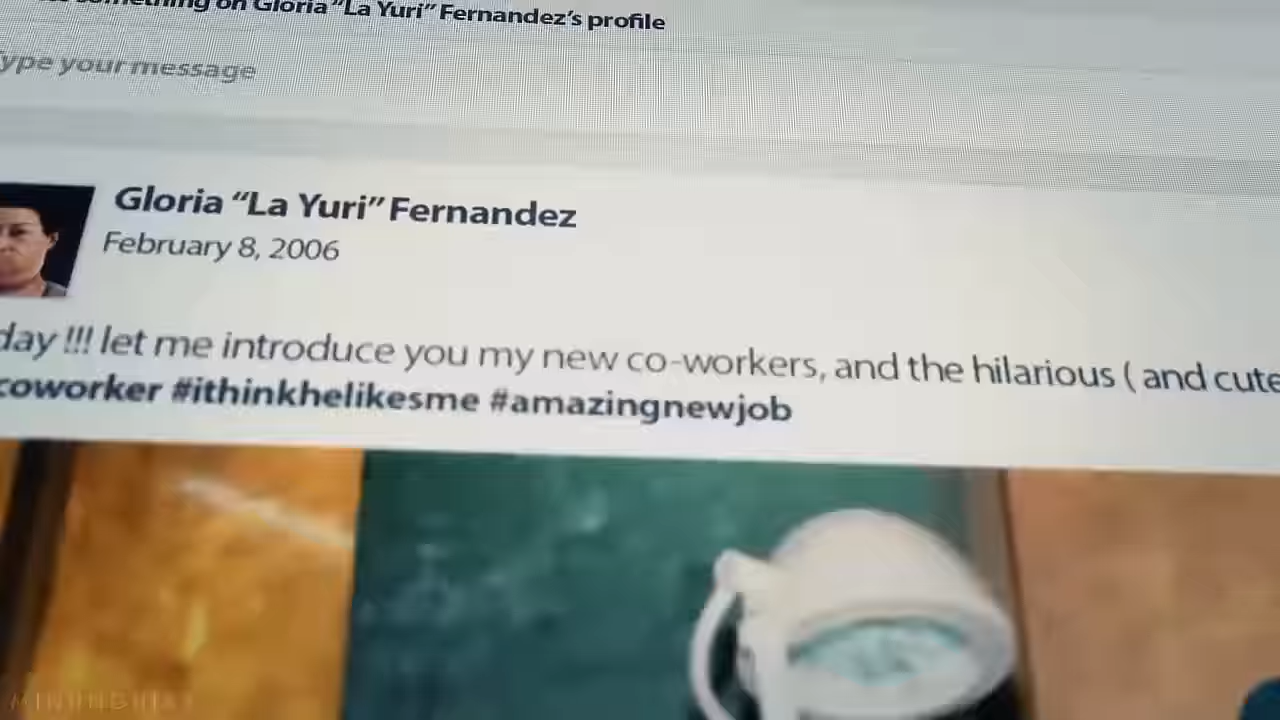 something on Gloria “La Yuri” Fernandez’s profile
Type your message
Gloria “La Yuri” Fernandez
February 8, 2006
day !!! let me introduce you my new co-workers, and the hilarious ( and cute
coworker #ithinkhelikesme #amazingnewjob